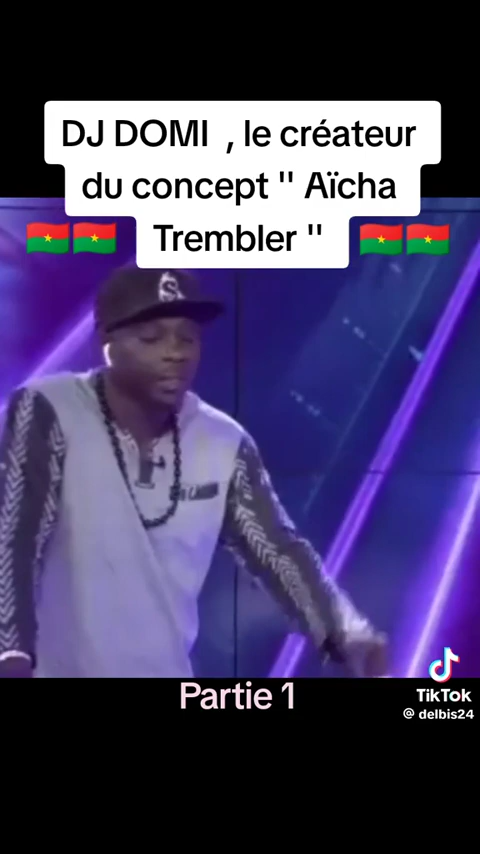 DJ DOMI , le créateur
du concept " Aïcha
Trembler "
S
Partie 1
TikTok
@ delbis24